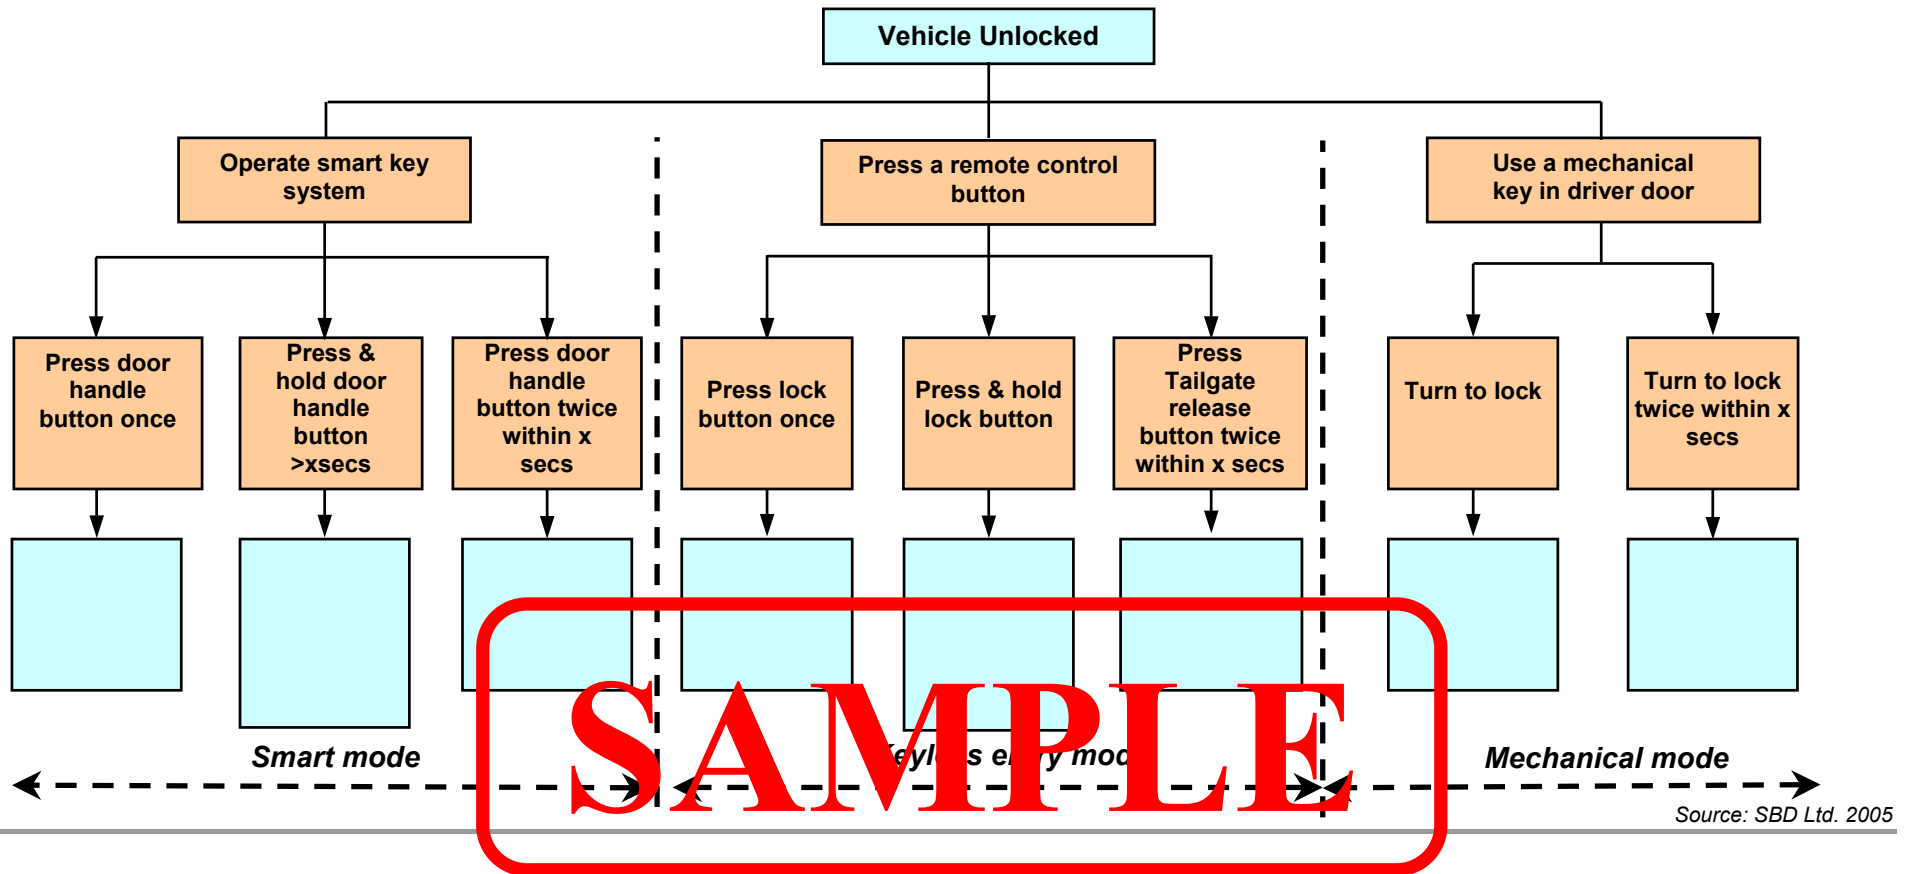 Vehicle Unlocked
Operate smart key
system
Press a remote control
button
Use a mechanical
key in driver door
Press door
handle
button once
Press &
hold door
handle
button
>xsecs
Press door
handle
button twice
within x
secs
Press lock
button once
Press & hold
lock button
Press
Tailgate
release
button twice
within x secs
Turn to lock
Turn to lock
twice within x
secs
SAMPLE
Smart mode
Keyless entry mode
Mechanical mode
Source: SBD Ltd. 2005